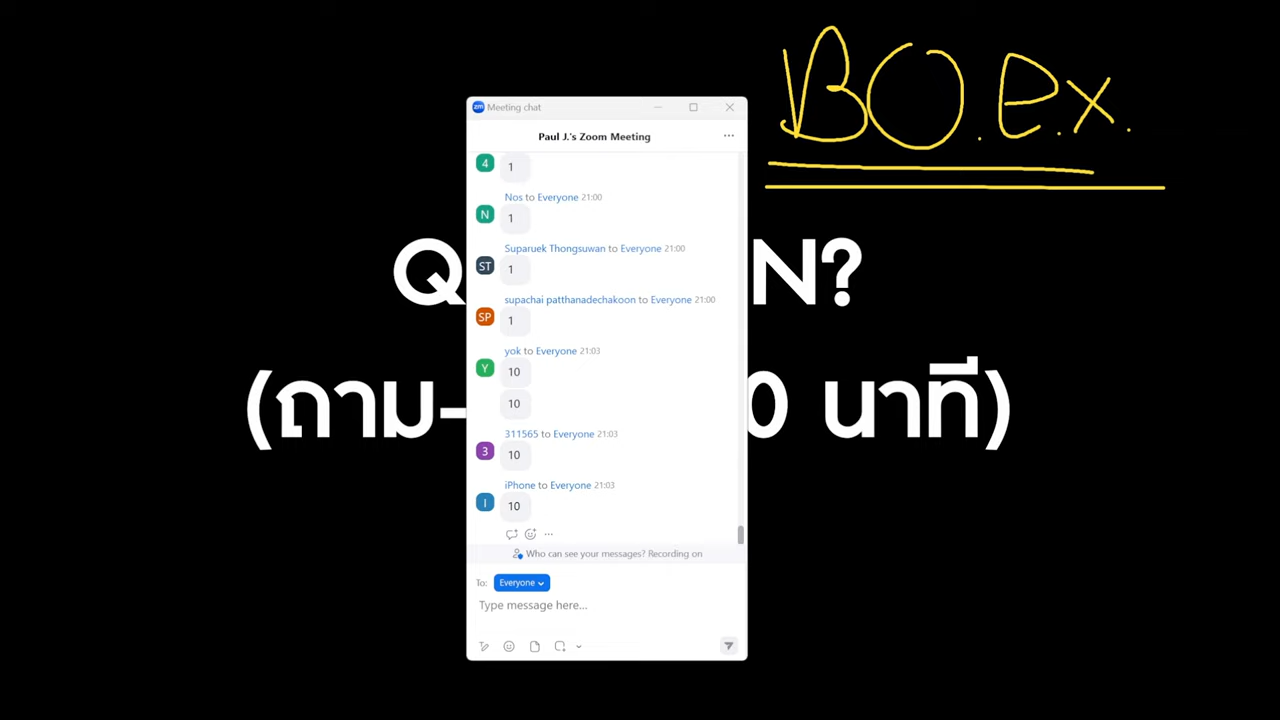 BO.e.x.
Meeting chat
Paul J.'s Zoom Meeting
4
1
Nos to Everyone 21:00
N
1
Suparuek Thongsuwan to Everyone 21:00
ST
1
supachai patthanadechakoon to Everyone 21:00
SP
1
yok to Everyone 21:03
Y
10
10
311565 to Everyone 21:03
3
10
iPhone to Everyone 21:03
I
10
Who can see your messages? Recording on
To: Everyone
Type message here...
Q N?
(ถาม- 0 นาที)